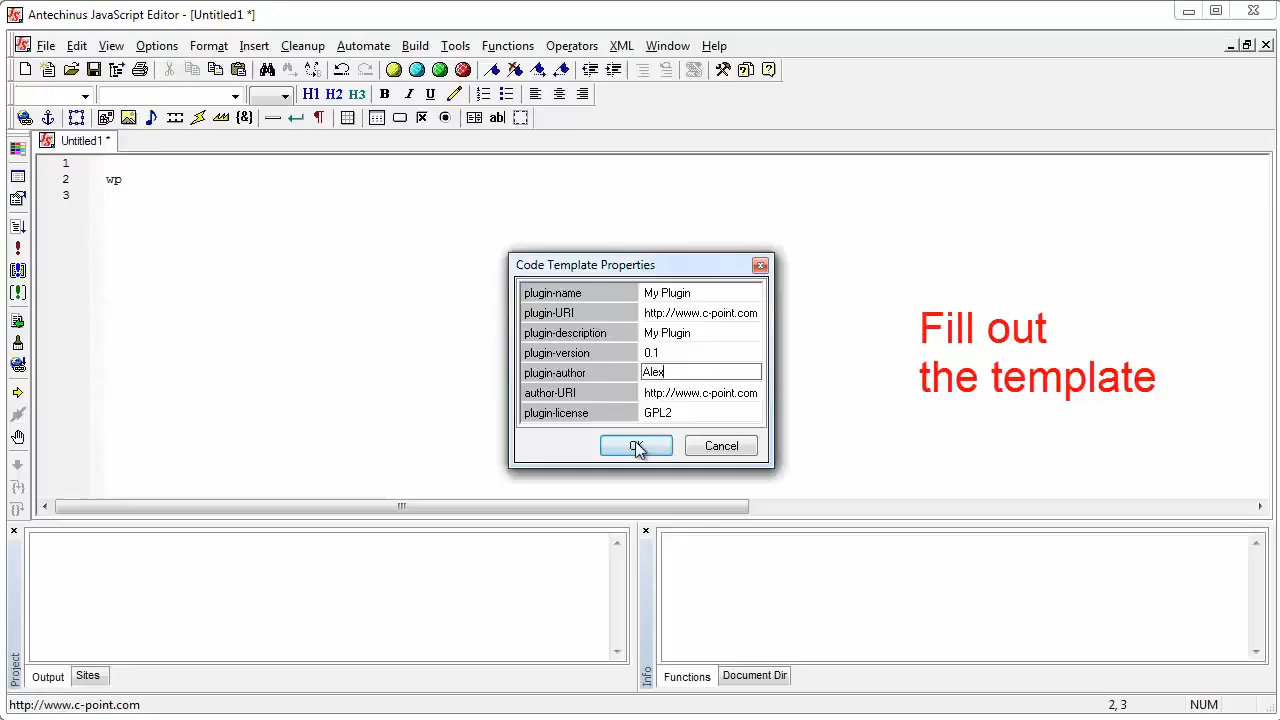 Antechinus JavaScript Editor - [Untitled1 *]
File Edit View Options Format Insert Cleanup Automate Build Tools Functions Operators XML Window Help
H1 H2 H3 B I U
{&} ab|
Untitled1 *
1
2 wp
3
Code Template Properties
plugin-name My Plugin
plugin-URI http://www.c-point.com
plugin-description My Plugin
plugin-version 0.1
plugin-author Alex
author-URI http://www.c-point.com
plugin-license GPL2
OK Cancel
Fill out
the template
Project
Info
Output Sites
Functions Document Dir
http://www.c-point.com 2, 3 NUM